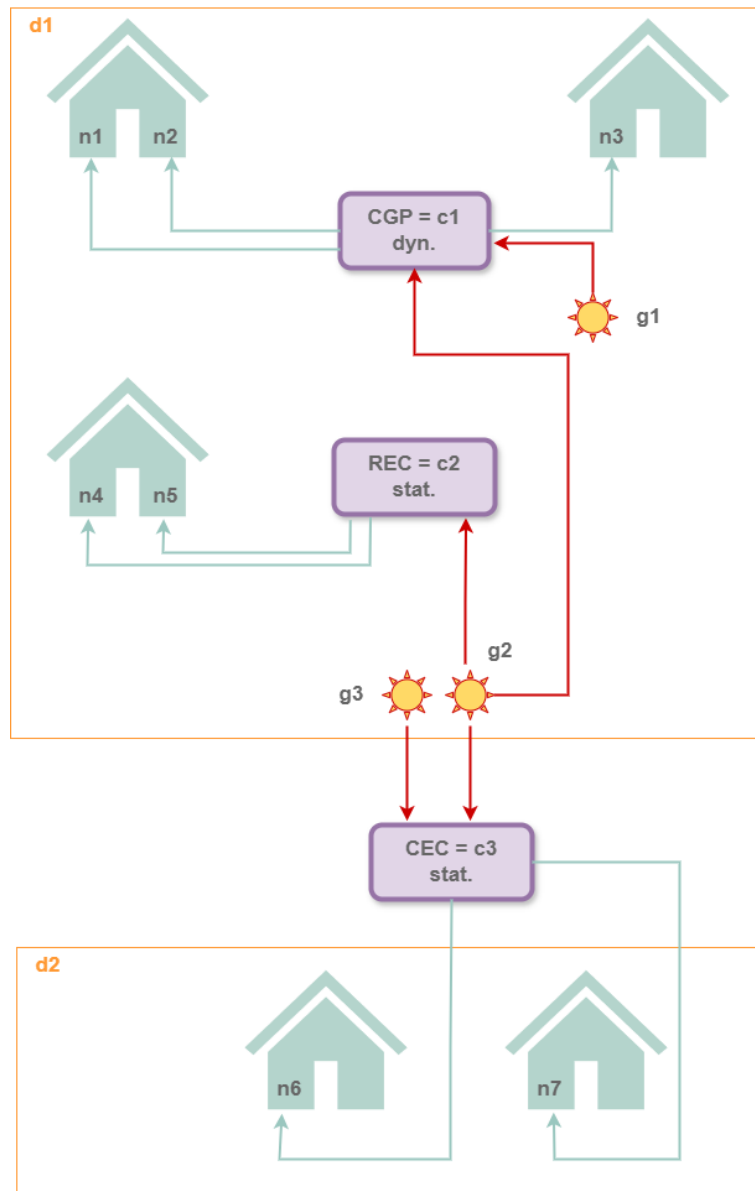 d1
n1
n2
n3
CGP = c1
dyn.
g1
REC = c2
stat.
n4
n5
g2
g3
CEC = c3
stat.
d2
n6
n7